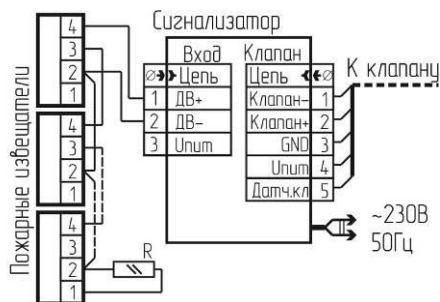 Сигнализатор
Пожарные извещатели
4
3
2
1
4
3
2
1
4
3
2
1
R
Вход
Цепь
1 ДВ+
2 ДВ–
3 Uпит
Клапан
Цепь
Клапан– 1
Клапан+ 2
GND 3
Uпит 4
Датч.кл 5
К клапану
~230В
50Гц